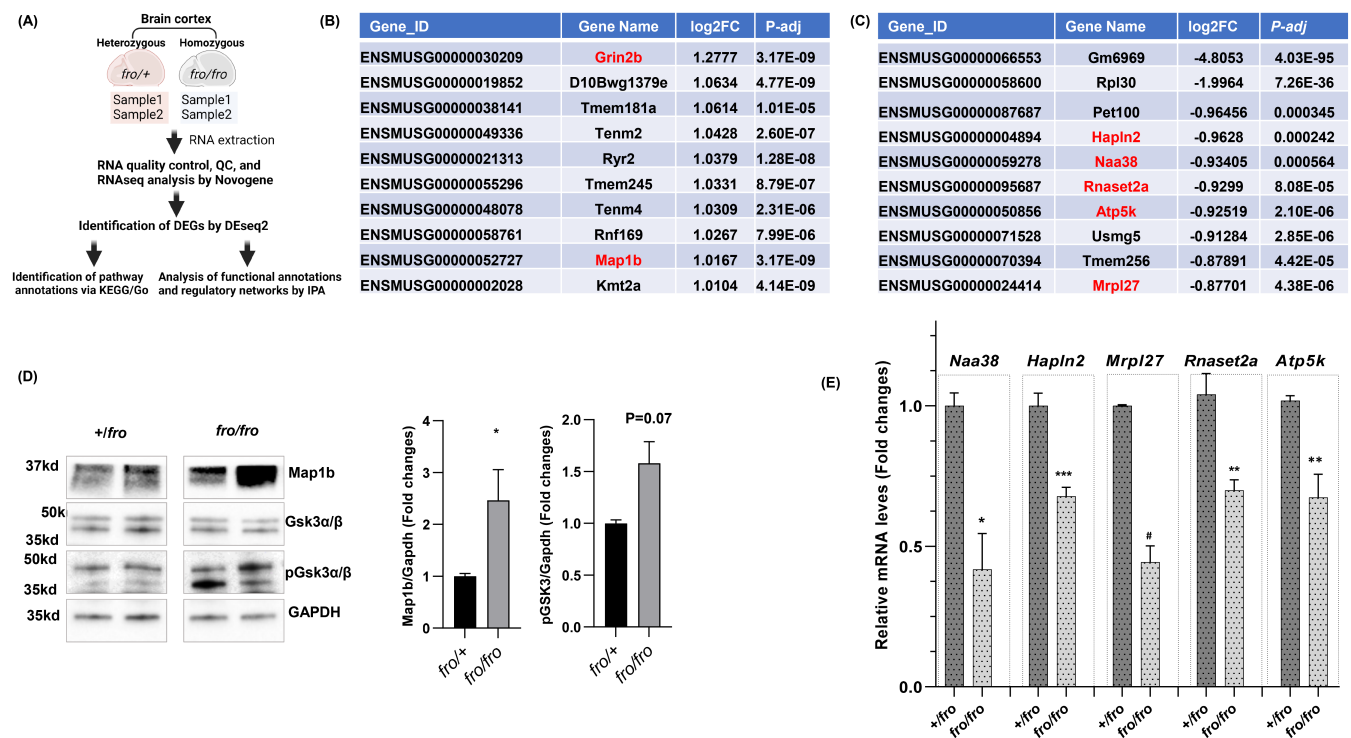 (A)
Brain cortex
Heterozygous Homozygous
fro/+ fro/fro
Sample1 Sample1
Sample2 Sample2
RNA extraction
RNA quality control, QC, and
RNAseq analysis by Novogene
Identification of DEGs by DEseq2
Identification of pathway
annotations via KEGG/Go
Analysis of functional annotations
and regulatory networks by IPA
(B)
Gene_ID Gene Name log2FC P-adj
ENSMUSG00000030209 Grin2b 1.2777 3.17E-09
ENSMUSG00000019852 D10Bwg1379e 1.0634 4.77E-09
ENSMUSG00000038141 Tmem181a 1.0614 1.01E-05
ENSMUSG00000049336 Tenm2 1.0428 2.60E-07
ENSMUSG00000021313 Ryr2 1.0379 1.28E-08
ENSMUSG00000055296 Tmem245 1.0331 8.79E-07
ENSMUSG00000048078 Tenm4 1.0309 2.31E-06
ENSMUSG00000058761 Rnf169 1.0267 7.99E-06
ENSMUSG00000052727 Map1b 1.0167 3.17E-09
ENSMUSG00000002028 Kmt2a 1.0104 4.14E-09
(C)
Gene_ID Gene Name log2FC P-adj
ENSMUSG00000066553 Gm6969 -4.8053 4.03E-95
ENSMUSG00000058600 Rpl30 -1.9964 7.26E-36
ENSMUSG00000087687 Pet100 -0.96456 0.000345
ENSMUSG00000004894 Hapln2 -0.9628 0.000242
ENSMUSG00000059278 Naa38 -0.93405 0.000564
ENSMUSG00000095687 Rnaset2a -0.9299 8.08E-05
ENSMUSG00000050856 Atp5k -0.92519 2.10E-06
ENSMUSG00000071528 Usmg5 -0.91284 2.85E-06
ENSMUSG00000070394 Tmem256 -0.87891 4.42E-05
ENSMUSG00000024414 Mrpl27 -0.87701 4.38E-06
(D)
+/fro fro/fro
37kd Map1b
50k Gsk3α/β
35kd
50kd pGsk3α/β
35kd
35kd GAPDH
Map1b/Gapdh (Fold changes)
4
3
2
1
0
*
fro/+ fro/fro
pGSK3/Gapdh (Fold changes)
2.0
1.5
1.0
0.5
0.0
P=0.07
fro/+ fro/fro
(E)
Relative mRNA levels (Fold changes)
1.0
0.5
0.0
Naa38 Hapln2 Mrpl27 Rnaset2a Atp5k
* *** # ** **
+/fro fro/fro +/fro fro/fro +/fro fro/fro +/fro fro/fro +/fro fro/fro